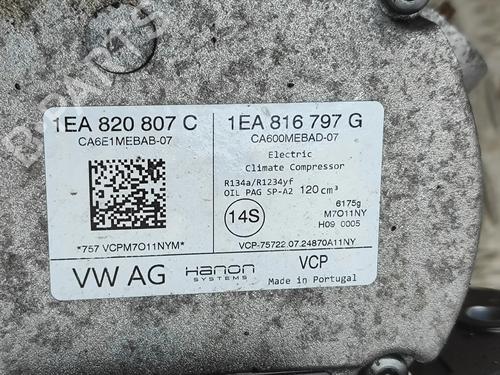 1EA 820 807 C
CA6E1MEBAB-07
*757 VCPM7O11NYM*
VW AG
Hanon
SYSTEMS
1EA 816 797 G
CA600MEBAD-07
Electric
Climate Compressor
R134a/R1234yf
OIL PAG SP-A2 120 cm³
14S
6175g
M7O11NY
H09 0005
VCP-75722.07.24870A11NY
VCP
Made in Portugal